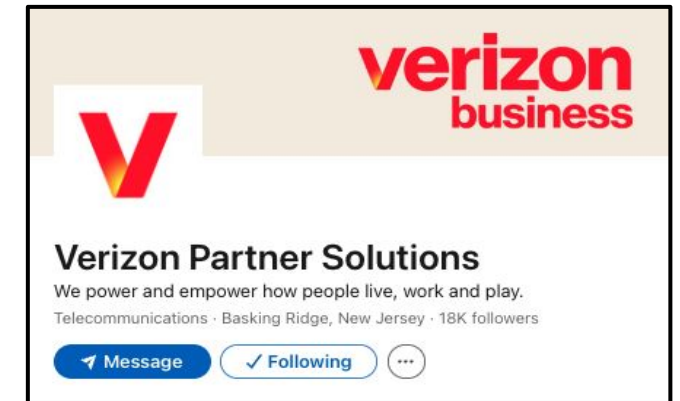 verizon
business
V
Verizon Partner Solutions
We power and empower how people live, work and play.
Telecommunications · Basking Ridge, New Jersey · 18K followers
Message
✓ Following
···